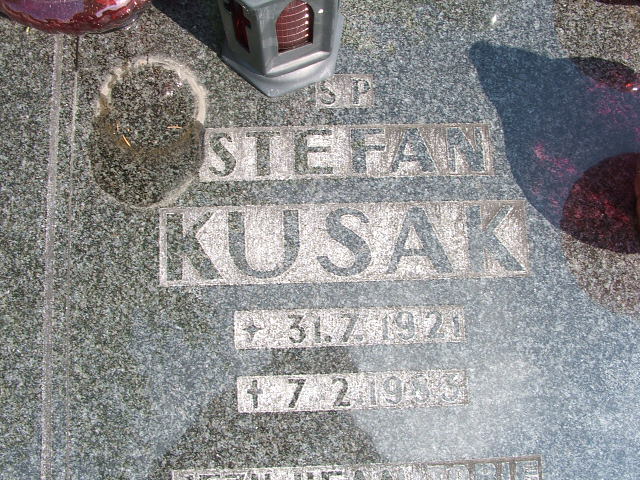 SP
STEFAN
KUSAK
+ 31.7.1921
† 7 2